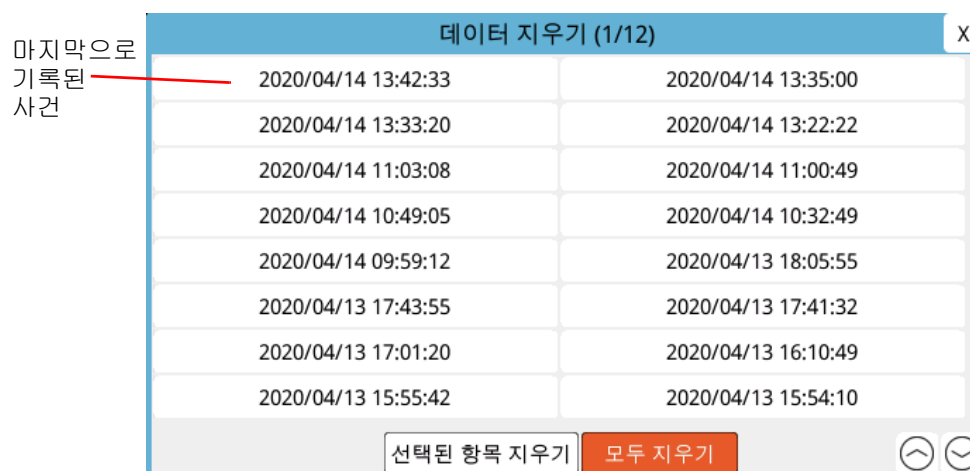 마지막으로
기록된
사건
데이터 지우기 (1/12)
X
2020/04/14 13:42:33 2020/04/14 13:35:00
2020/04/14 13:33:20 2020/04/14 13:22:22
2020/04/14 11:03:08 2020/04/14 11:00:49
2020/04/14 10:49:05 2020/04/14 10:32:49
2020/04/14 09:59:12 2020/04/13 18:05:55
2020/04/13 17:43:55 2020/04/13 17:41:32
2020/04/13 17:01:20 2020/04/13 16:10:49
2020/04/13 15:55:42 2020/04/13 15:54:10
선택된 항목 지우기 모두 지우기